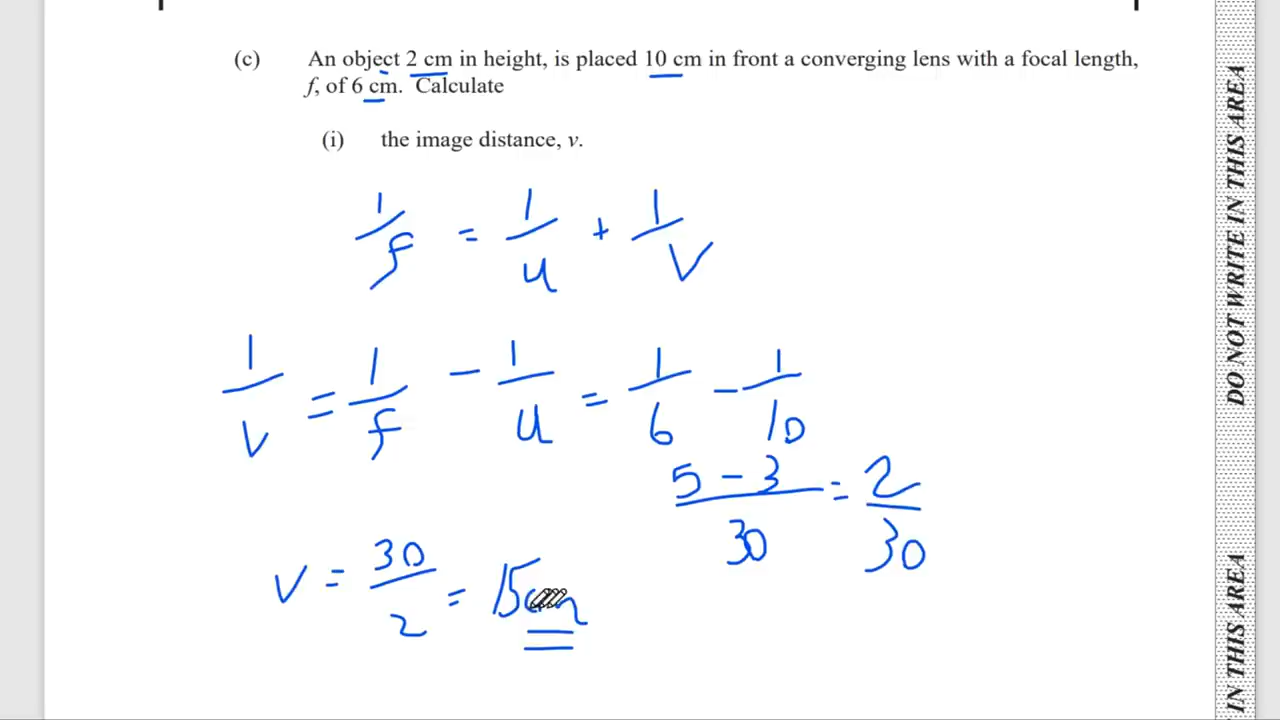 (c) An object 2 cm in height, is placed 10 cm in front a converging lens with a focal length,
f, of 6 cm. Calculate
(i) the image distance, v.
1/f = 1/u + 1/v
1/v = 1/f - 1/u = 1/6 - 1/10
5 - 3/30 = 2/30
v = 30/2 = 15cm
DO NOT WRITE IN THIS AREA
IN THIS AREA